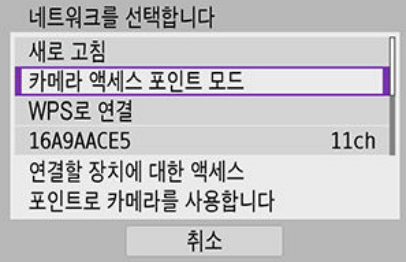 네트워크를 선택합니다
새로 고침
카메라 액세스 포인트 모드
WPS로 연결
16A9AACE5 11ch
연결할 장치에 대한 액세스
포인트로 카메라를 사용합니다
취소